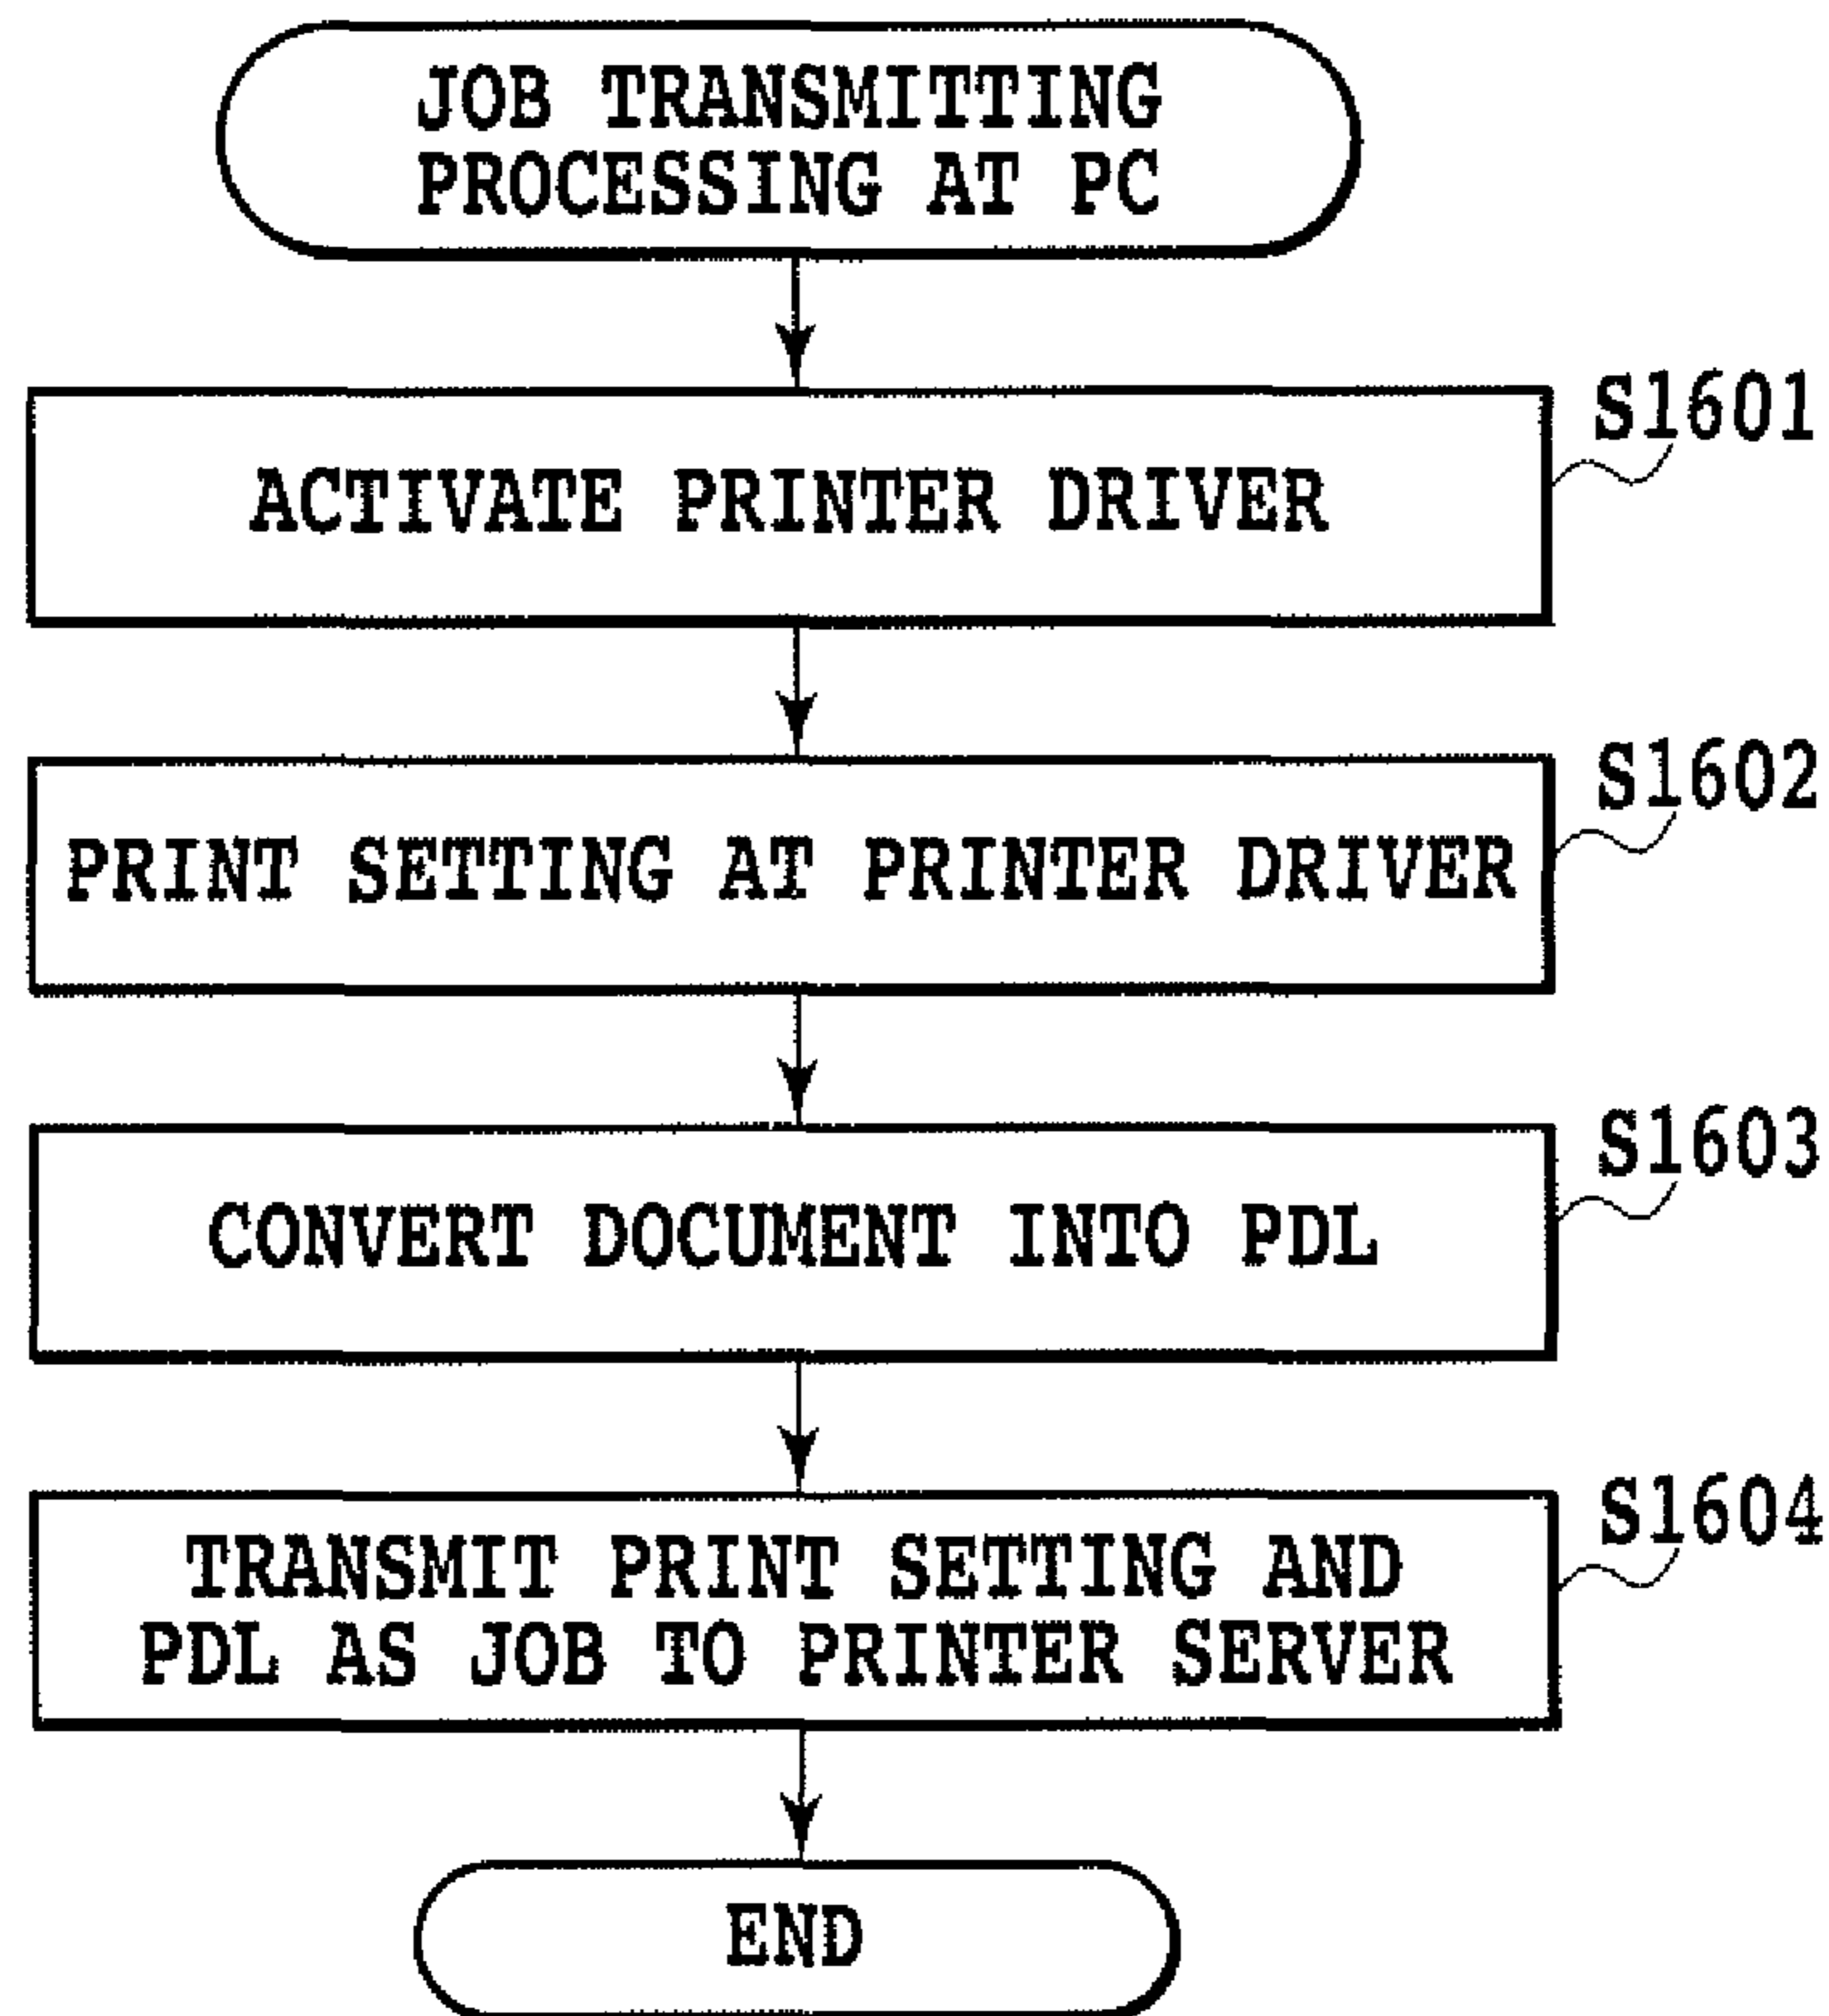 JOB TRANSMITTING
PROCESSING AT PC
S1601
ACTIVATE PRINTER DRIVER
S1602
PRINT SETTING AT PRINTER DRIVER
S1603
CONVERT DOCUMENT INTO PDL
S1604
TRANSMIT PRINT SETTING AND
PDL AS JOB TO PRINTER SERVER
END